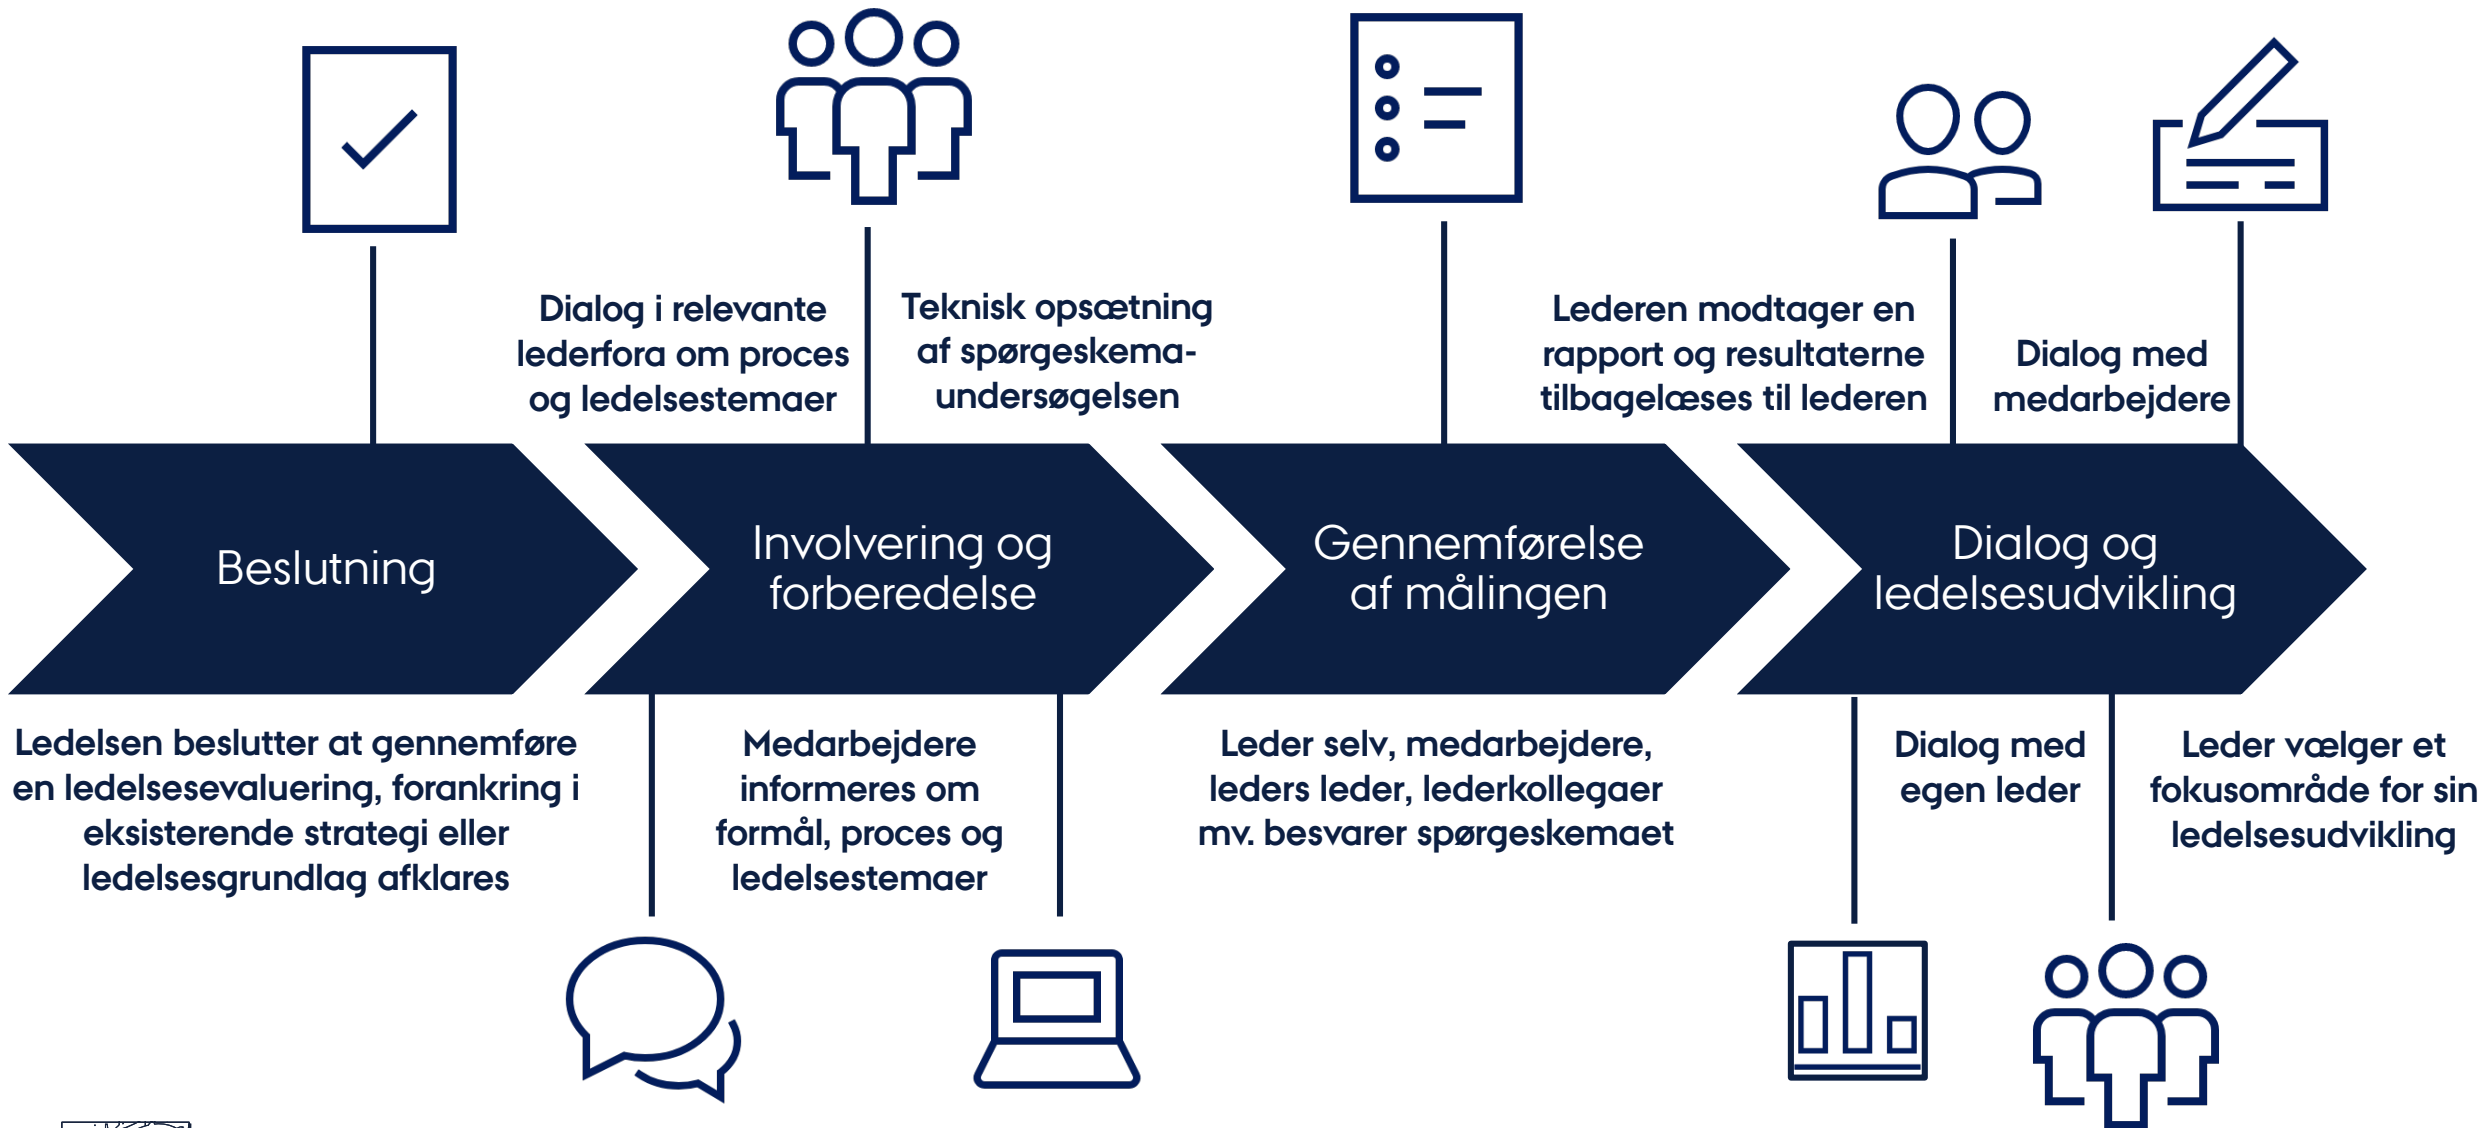 Dialog i relevante
lederfora om proces
og ledelsestemaer
Teknisk opsætning
af spørgeskema-
undersøgelsen
Lederen modtager en
rapport og resultaterne
tilbagelæses til lederen
Dialog med
medarbejdere
Beslutning
Involvering og
forberedelse
Gennemførelse
af målingen
Dialog og
ledelsesudvikling
Ledelsen beslutter at gennemføre
en ledelsesevaluering, forankring i
eksisterende strategi eller
ledelsesgrundlag afklares
Medarbejdere
informeres om
formål, proces og
ledelsestemaer
Leder selv, medarbejdere,
leders leder, lederkollegaer
mv. besvarer spørgeskemaet
Dialog med
egen leder
Leder vælger et
fokusområde for sin
ledelsesudvikling